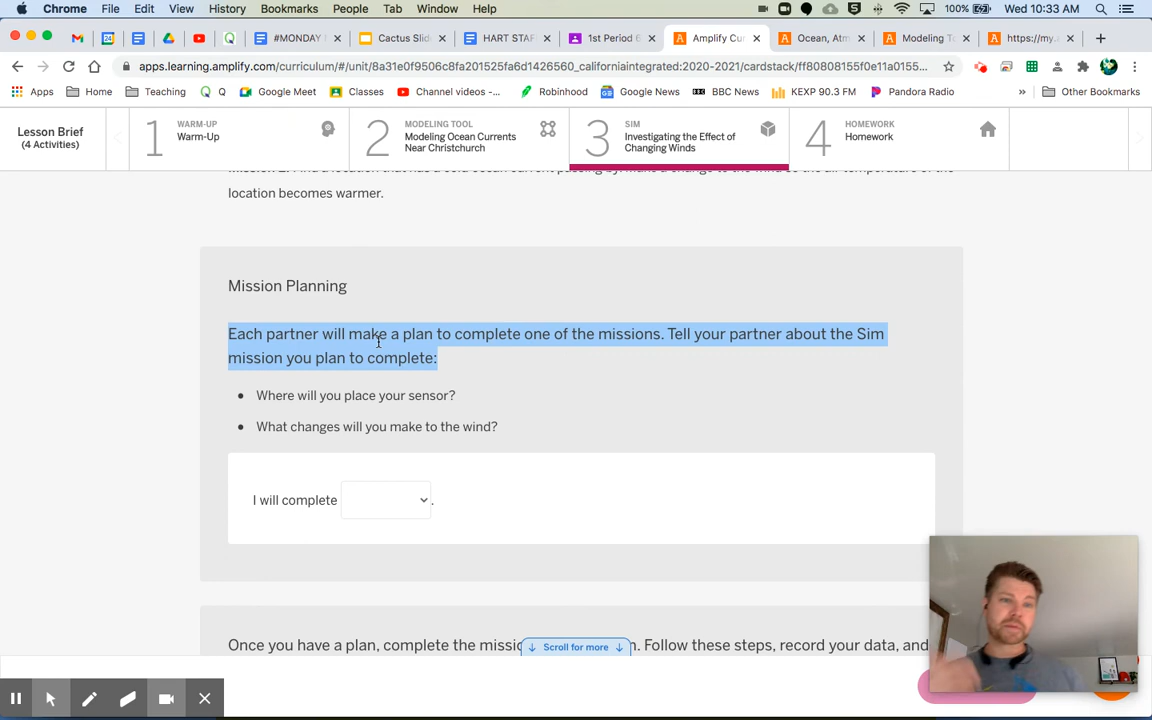 Chrome File Edit View History Bookmarks People Tab Window Help 100% Wed 10:33 AM
#MONDAY Cactus Slid HART STAF 1st Period 6 Amplify Cur Ocean, Atm Modeling To https://my.
apps.learning.amplify.com/curriculum/#/unit/8a31e0f9506c8fa201525fa6d1426560_californiaintegrated:2020-2021/cardstack/ff80808155f0e11a0155...
Apps Home Teaching Q Google Meet Classes Channel videos -... Robinhood Google News BBC News KEXP 90.3 FM Pandora Radio » Other Bookmarks
Lesson Brief
(4 Activities)
1 WARM-UP
Warm-Up
2 MODELING TOOL
Modeling Ocean Currents
Near Christchurch
3 SIM
Investigating the Effect of
Changing Winds
4 HOMEWORK
Homework
location becomes warmer.
Mission Planning
Each partner will make a plan to complete one of the missions. Tell your partner about the Sim
mission you plan to complete:
• Where will you place your sensor?
• What changes will you make to the wind?
I will complete .
Once you have a plan, complete the missio n. Follow these steps, record your data, and
↓ Scroll for more ↓